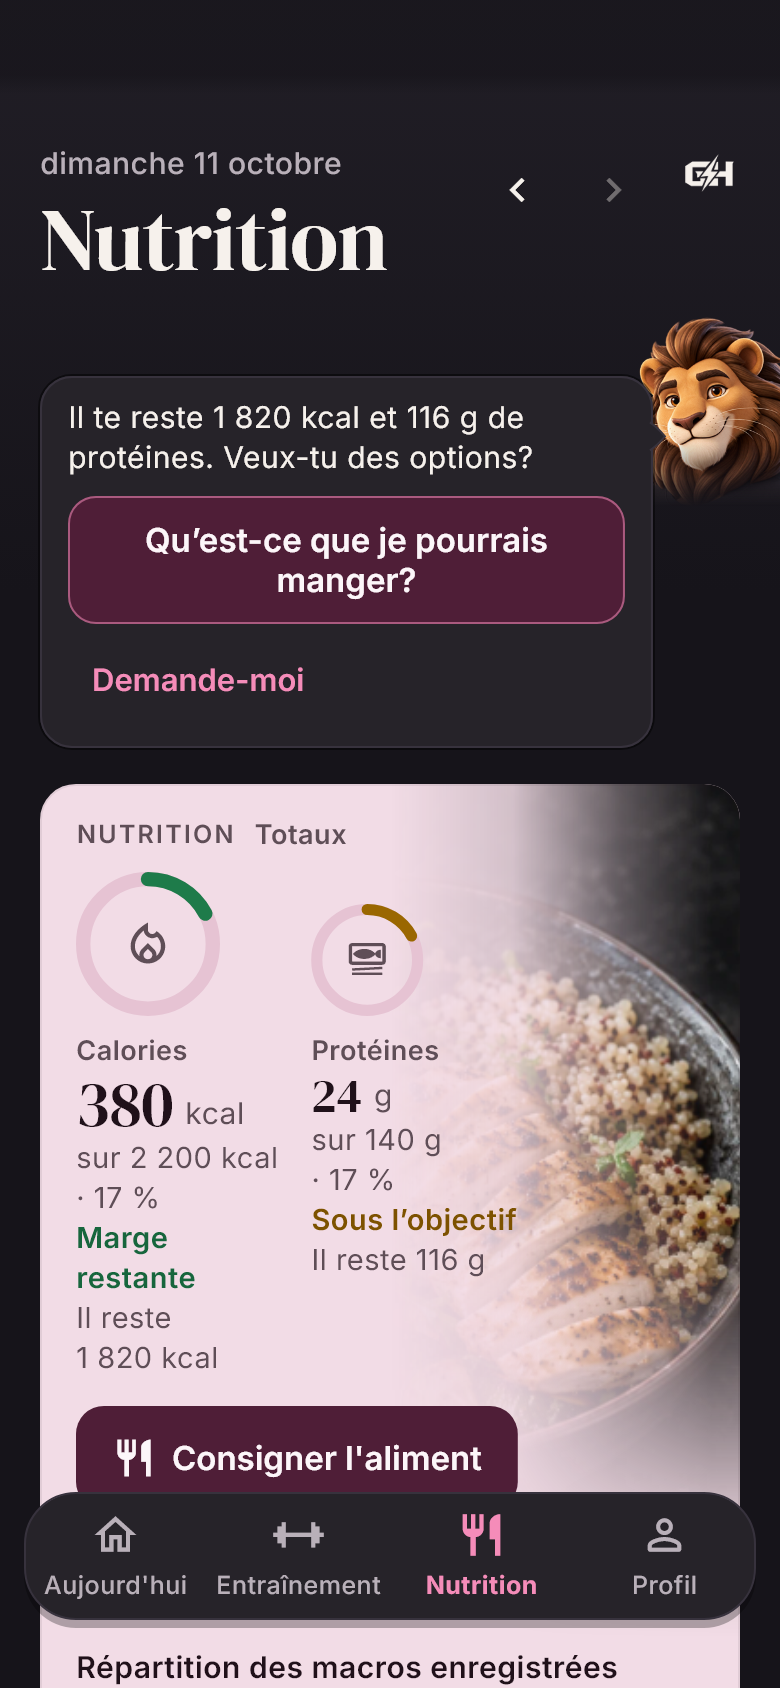 dimanche 11 octobre
GH
Nutrition
Il te reste 1 820 kcal et 116 g de
protéines. Veux-tu des options?
Qu’est-ce que je pourrais
manger?
Demande-moi
NUTRITION Totaux
Calories
380 kcal
sur 2 200 kcal
· 17 %
Marge
restante
Il reste
1 820 kcal
Protéines
24 g
sur 140 g
· 17 %
Sous l’objectif
Il reste 116 g
Consigner l'aliment
Aujourd'hui
Entraînement
Nutrition
Profil
Répartition des macros enregistrées